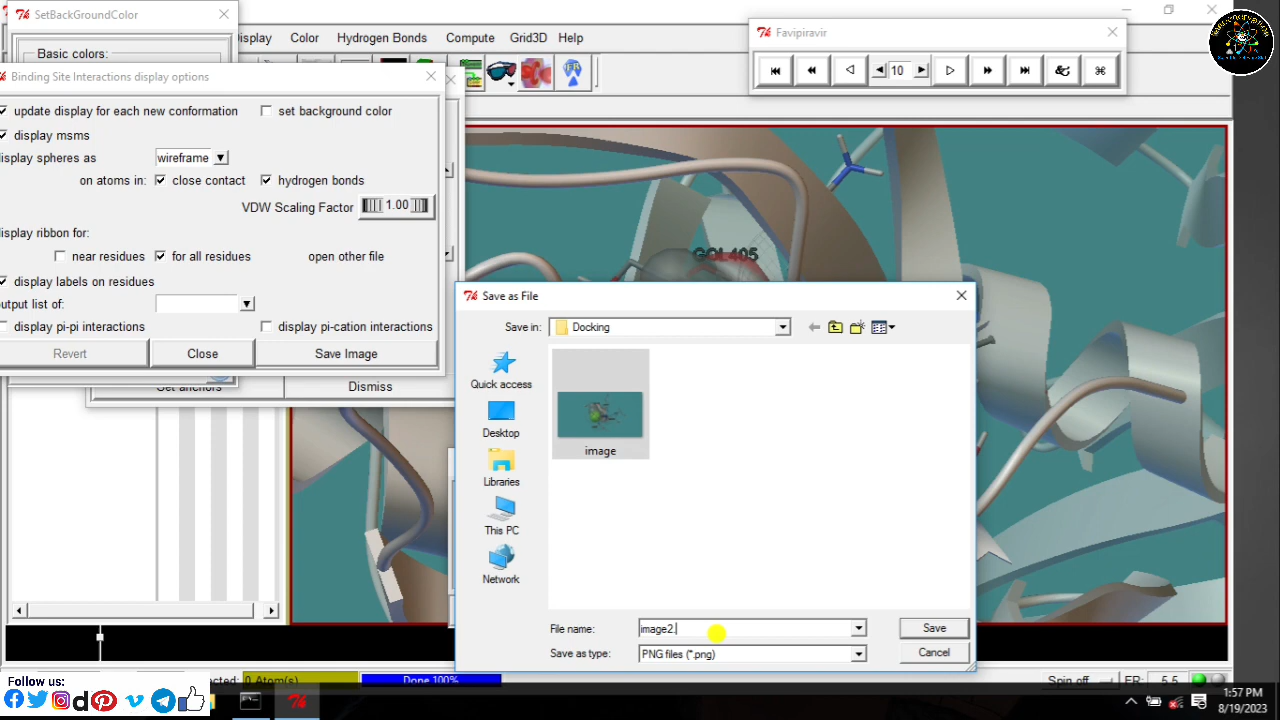 SetBackGroundColor
Basic colors:
Display Color Hydrogen Bonds Compute Grid3D Help
Favipiravir
10
Binding Site Interactions display options
update display for each new conformation
set background color
display msms
display spheres as
wireframe
on atoms in:
close contact
hydrogen bonds
VDW Scaling Factor
1.00
display ribbon for:
near residues
for all residues
open other file
display labels on residues
output list of:
display pi-pi interactions
display pi-cation interactions
Revert
Close
Save Image
Set anchors
Dismiss
GOL405
Save as File
Save in:
Docking
Quick access
Desktop
Libraries
This PC
Network
image
File name:
image2.
Save
Save as type:
PNG files (*.png)
Cancel
0 Atom(s)
Done 100%
Spin off
FR:
5.5
Follow us:
1:57 PM
8/19/2023